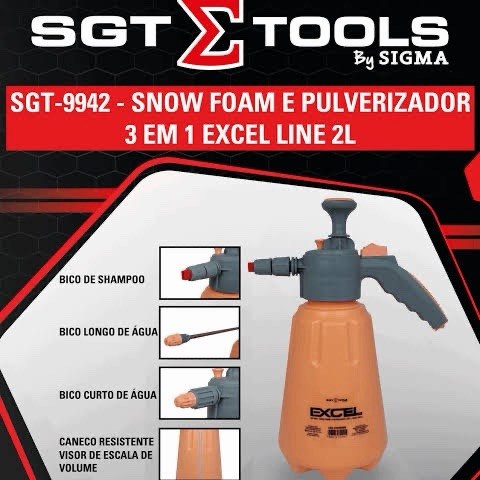 SGT TOOLS
By SIGMA
SGT-9942 - SNOW FOAM E PULVERIZADOR
3 EM 1 EXCEL LINE 2L
BICO DE SHAMPOO
BICO LONGO DE ÁGUA
BICO CURTO DE ÁGUA
CANECO RESISTENTE
VISOR DE ESCALA DE
VOLUME
EXCEL